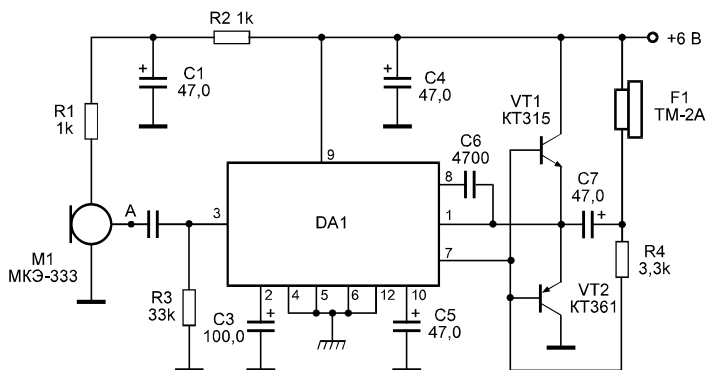 R2 1k
+6 В
C1
47,0
C4
47,0
VT1
КТ315
F1
ТМ-2А
R1
1k
9
C6
4700
8
C7
47,0
A
3
DA1
1
7
M1
МКЭ-333
R4
3,3k
R3
33k
2
4
5
6
12
10
VT2
КТ361
C3
100,0
C5
47,0
+
+
+
+
+